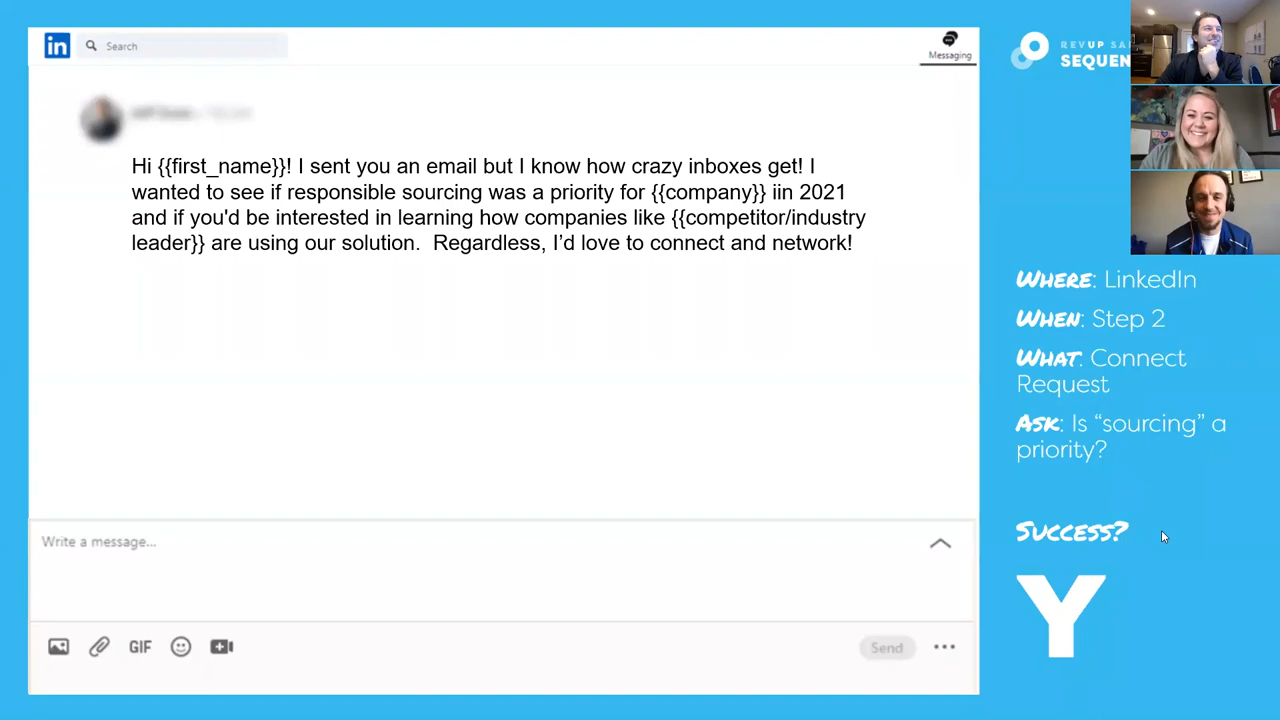 in
Search
Messaging
REVUP
SEQUEN
Hi {{first_name}}! I sent you an email but I know how crazy inboxes get! I
wanted to see if responsible sourcing was a priority for {{company}} iin 2021
and if you'd be interested in learning how companies like {{competitor/industry
leader}} are using our solution.  Regardless, I’d love to connect and network!
WHERE: LinkedIn
WHEN: Step 2
WHAT: Connect
Request
ASK: Is “sourcing” a
priority?
SUCCESS?
Y
Write a message...
GIF
Send